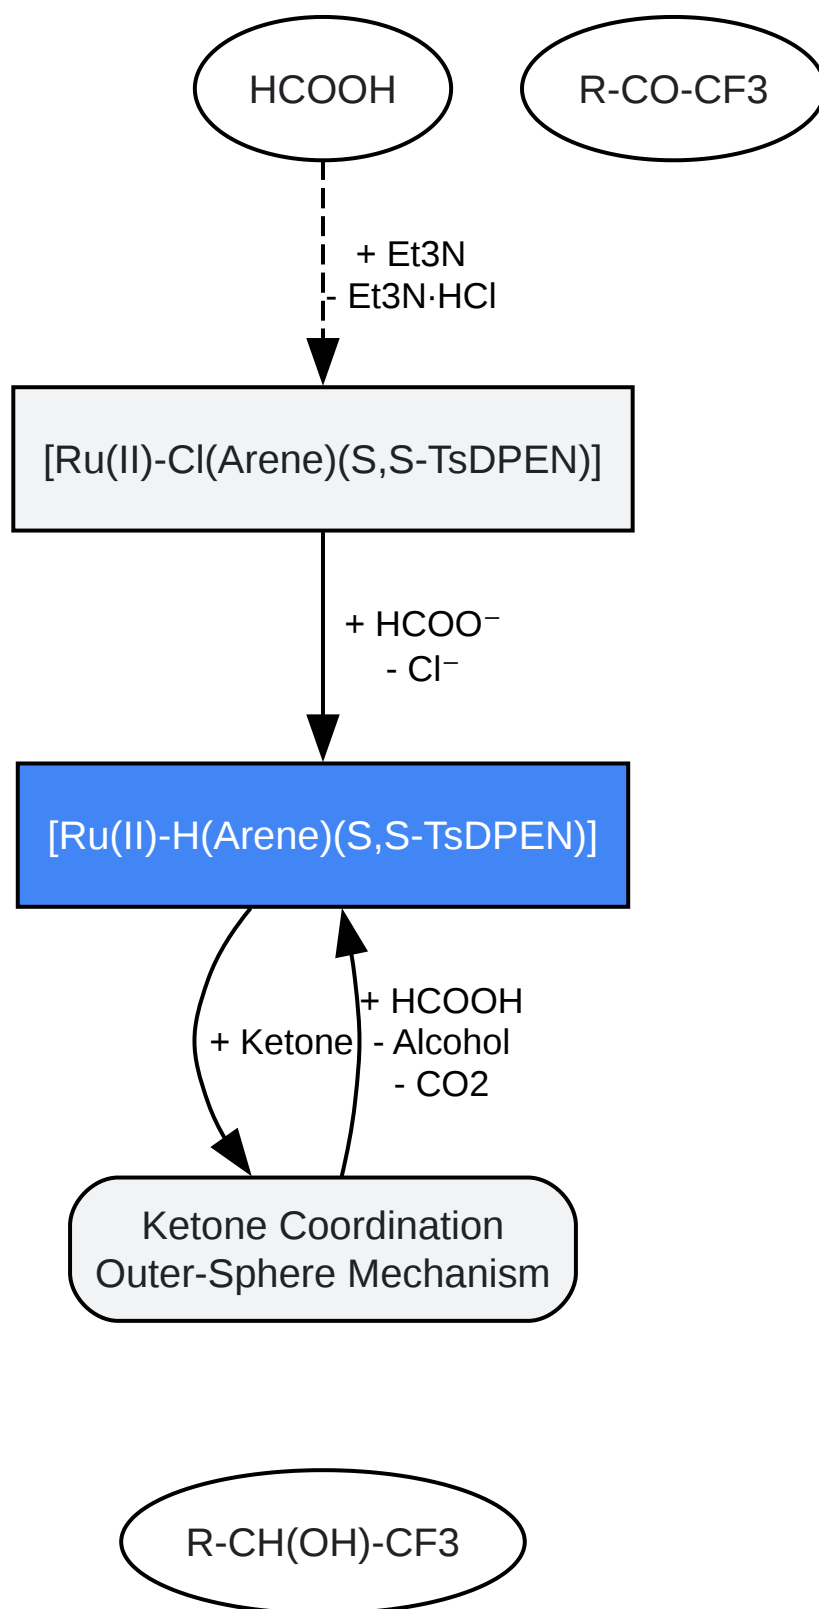 HCOOH
R-CO-CF3
+ Et3N
- Et3N·HCl
[Ru(II)-Cl(Arene)(S,S-TsDPEN)]
+ HCOO⁻
- Cl⁻
[Ru(II)-H(Arene)(S,S-TsDPEN)]
+ Ketone
+ HCOOH
- Alcohol
- CO2
Ketone Coordination
Outer-Sphere Mechanism
R-CH(OH)-CF3